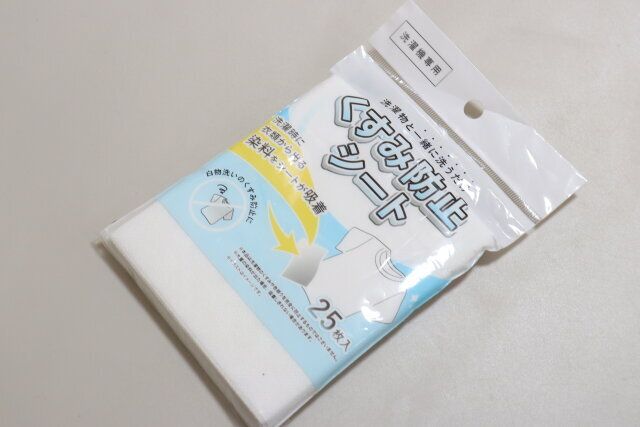 洗濯機専用
洗濯物と一緒に洗うだけ
くすみ防止
シート
洗濯時に
衣類から出る
染料をシートが吸着
白物洗いのくすみ防止に
25枚入